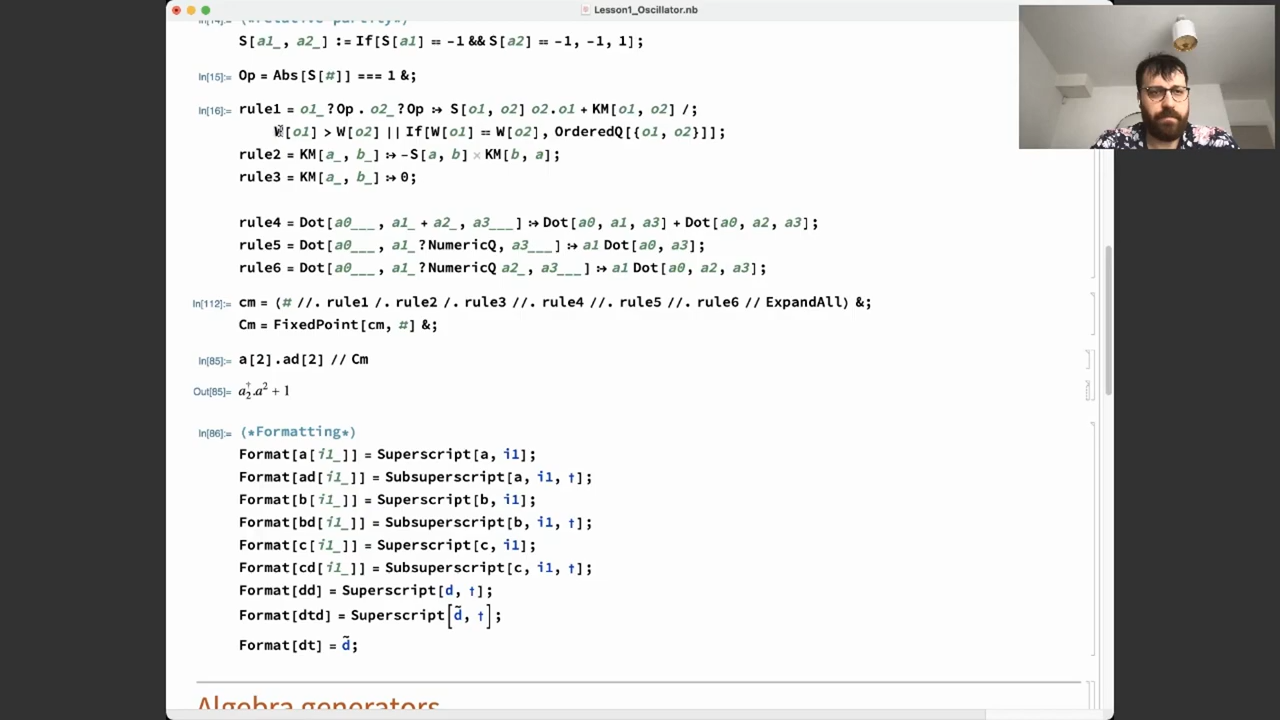 Lesson1_Oscillator.nb
In[14]:= (*relative partity*)
S[a1_, a2_] := If[S[a1] == -1 && S[a2] == -1, -1, 1];
In[15]:= Op = Abs[S[#]] === 1 &;
In[16]:= rule1 = o1_?Op . o2_?Op :> S[o1, o2] o2.o1 + KM[o1, o2] /;
W[o1] > W[o2] || If[W[o1] == W[o2], OrderedQ[{o1, o2}]];
rule2 = KM[a_, b_] :> -S[a, b] × KM[b, a];
rule3 = KM[a_, b_] :> 0;
rule4 = Dot[a0___, a1_ + a2_, a3___] :> Dot[a0, a1, a3] + Dot[a0, a2, a3];
rule5 = Dot[a0___, a1_?NumericQ, a3___] :> a1 Dot[a0, a3];
rule6 = Dot[a0___, a1_?NumericQ a2_, a3___] :> a1 Dot[a0, a2, a3];
In[112]:= cm = (# //. rule1 /. rule2 /. rule3 //. rule4 //. rule5 //. rule6 // ExpandAll) &;
Cm = FixedPoint[cm, #] &;
In[85]:= a[2].ad[2] // Cm
Out[85]= a₂†.a² + 1
In[86]:= (*Formatting*)
Format[a[i1_]] = Superscript[a, i1];
Format[ad[i1_]] = Subsuperscript[a, i1, †];
Format[b[i1_]] = Superscript[b, i1];
Format[bd[i1_]] = Subsuperscript[b, i1, †];
Format[c[i1_]] = Superscript[c, i1];
Format[cd[i1_]] = Subsuperscript[c, i1, †];
Format[dd] = Superscript[d, †];
Format[dtd] = Superscript[d̃, †];
Format[dt] = d̃;
Algebra generators